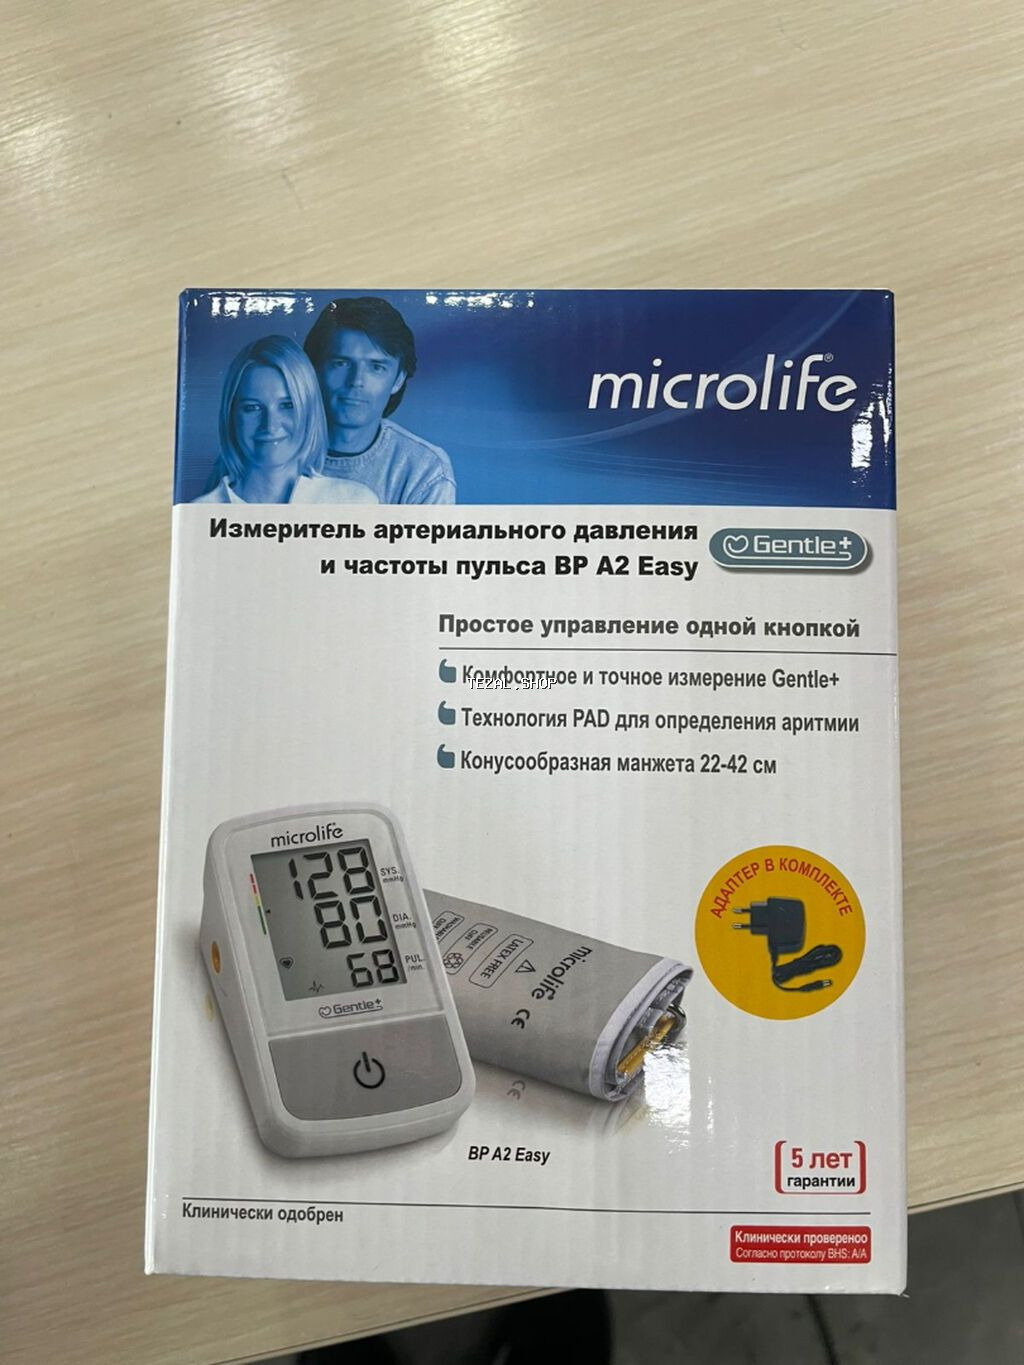 microlife®
Измеритель артериального давления
и частоты пульса BP A2 Easy
Gentle+
Простое управление одной кнопкой
Комфортное и точное измерение Gentle+
TEZAL.SHOP
Технология PAD для определения аритмии
Конусообразная манжета 22-42 см
АДАПТЕР В КОМПЛЕКТЕ
microlife®
128
SYS.
mmHg
80
DIA.
mmHg
68
PUL.
/min.
Gentle+
LATEX FREE
microlife®
CE
BP A2 Easy
5 лет
гарантии
Клинически одобрен
Клинически провереноо
Согласно протоколу BHS: A/A